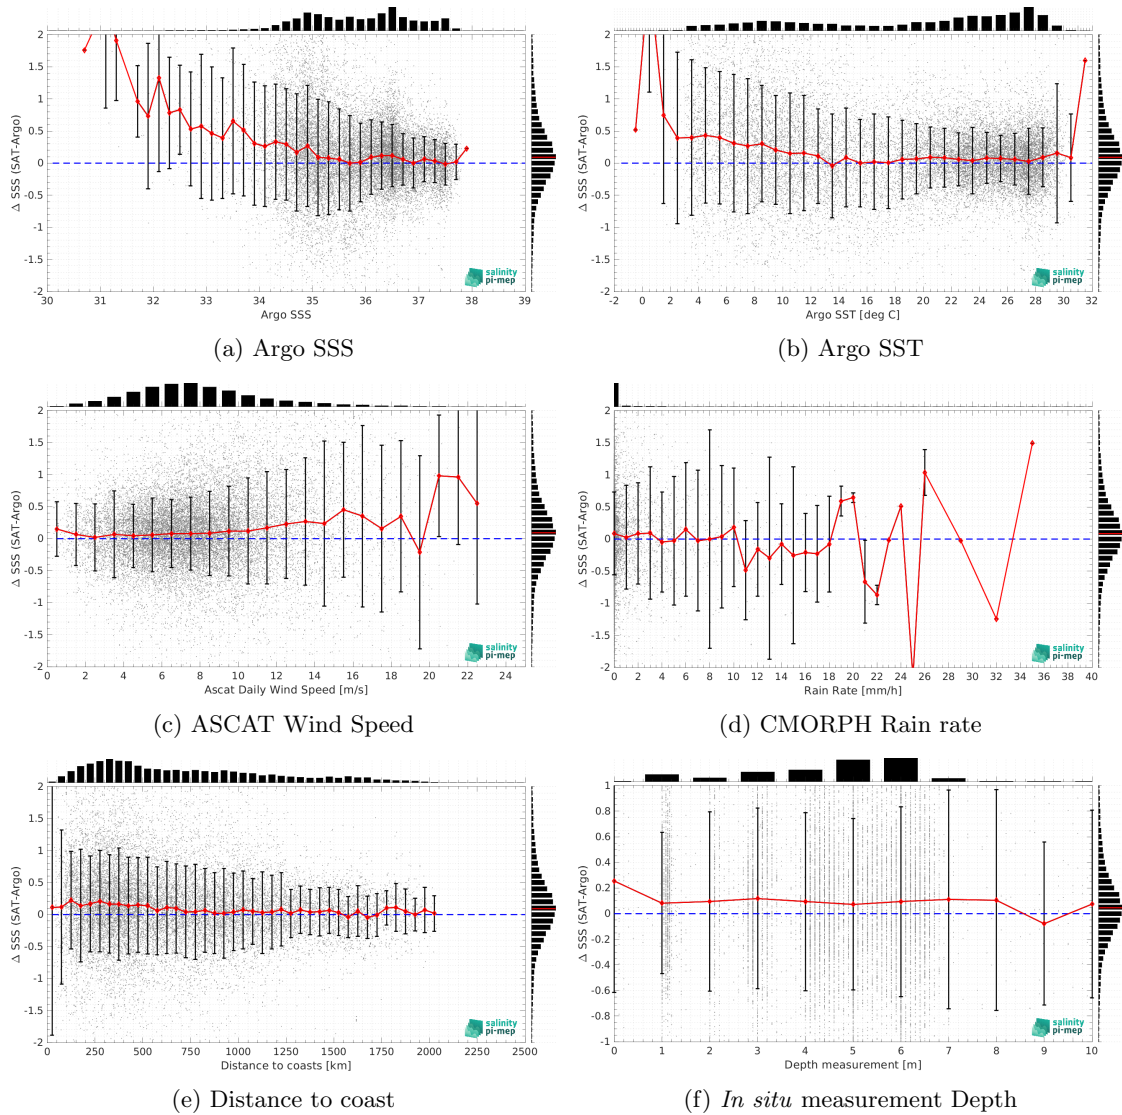 2
1.5
1
0.5
0
-0.5
-1
-1.5
-2
Δ SSS (SAT-Argo)
30 31 32 33 34 35 36 37 38 39
Argo SSS
salinity
pi-mep
(a) Argo SSS
2
1.5
1
0.5
0
-0.5
-1
-1.5
-2
Δ SSS (SAT-Argo)
-2 0 2 4 6 8 10 12 14 16 18 20 22 24 26 28 30 32
Argo SST [deg C]
salinity
pi-mep
(b) Argo SST
2
1.5
1
0.5
0
-0.5
-1
-1.5
-2
Δ SSS (SAT-Argo)
0 2 4 6 8 10 12 14 16 18 20 22 24
Ascat Daily Wind Speed [m/s]
salinity
pi-mep
(c) ASCAT Wind Speed
2
1.5
1
0.5
0
-0.5
-1
-1.5
-2
Δ SSS (SAT-Argo)
0 2 4 6 8 10 12 14 16 18 20 22 24 26 28 30 32 34 36 38 40
Rain Rate [mm/h]
salinity
pi-mep
(d) CMORPH Rain rate
2
1.5
1
0.5
0
-0.5
-1
-1.5
-2
Δ SSS (SAT-Argo)
0 250 500 750 1000 1250 1500 1750 2000 2250 2500
Distance to coasts [km]
salinity
pi-mep
(e) Distance to coast
1
0.8
0.6
0.4
0.2
0
-0.2
-0.4
-0.6
-0.8
-1
Δ SSS (SAT-Argo)
0 1 2 3 4 5 6 7 8 9 10
Depth measurement [m]
salinity
pi-mep
(f) In situ measurement Depth